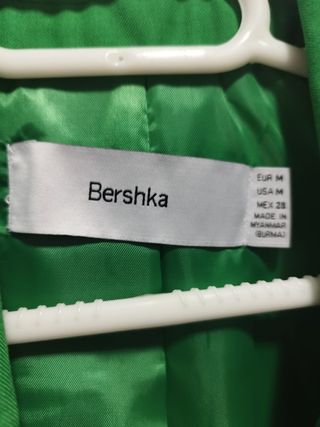 Bershka
EUR M
USA M
MEX 28
MADE IN
MYANMAR
(BURMA)